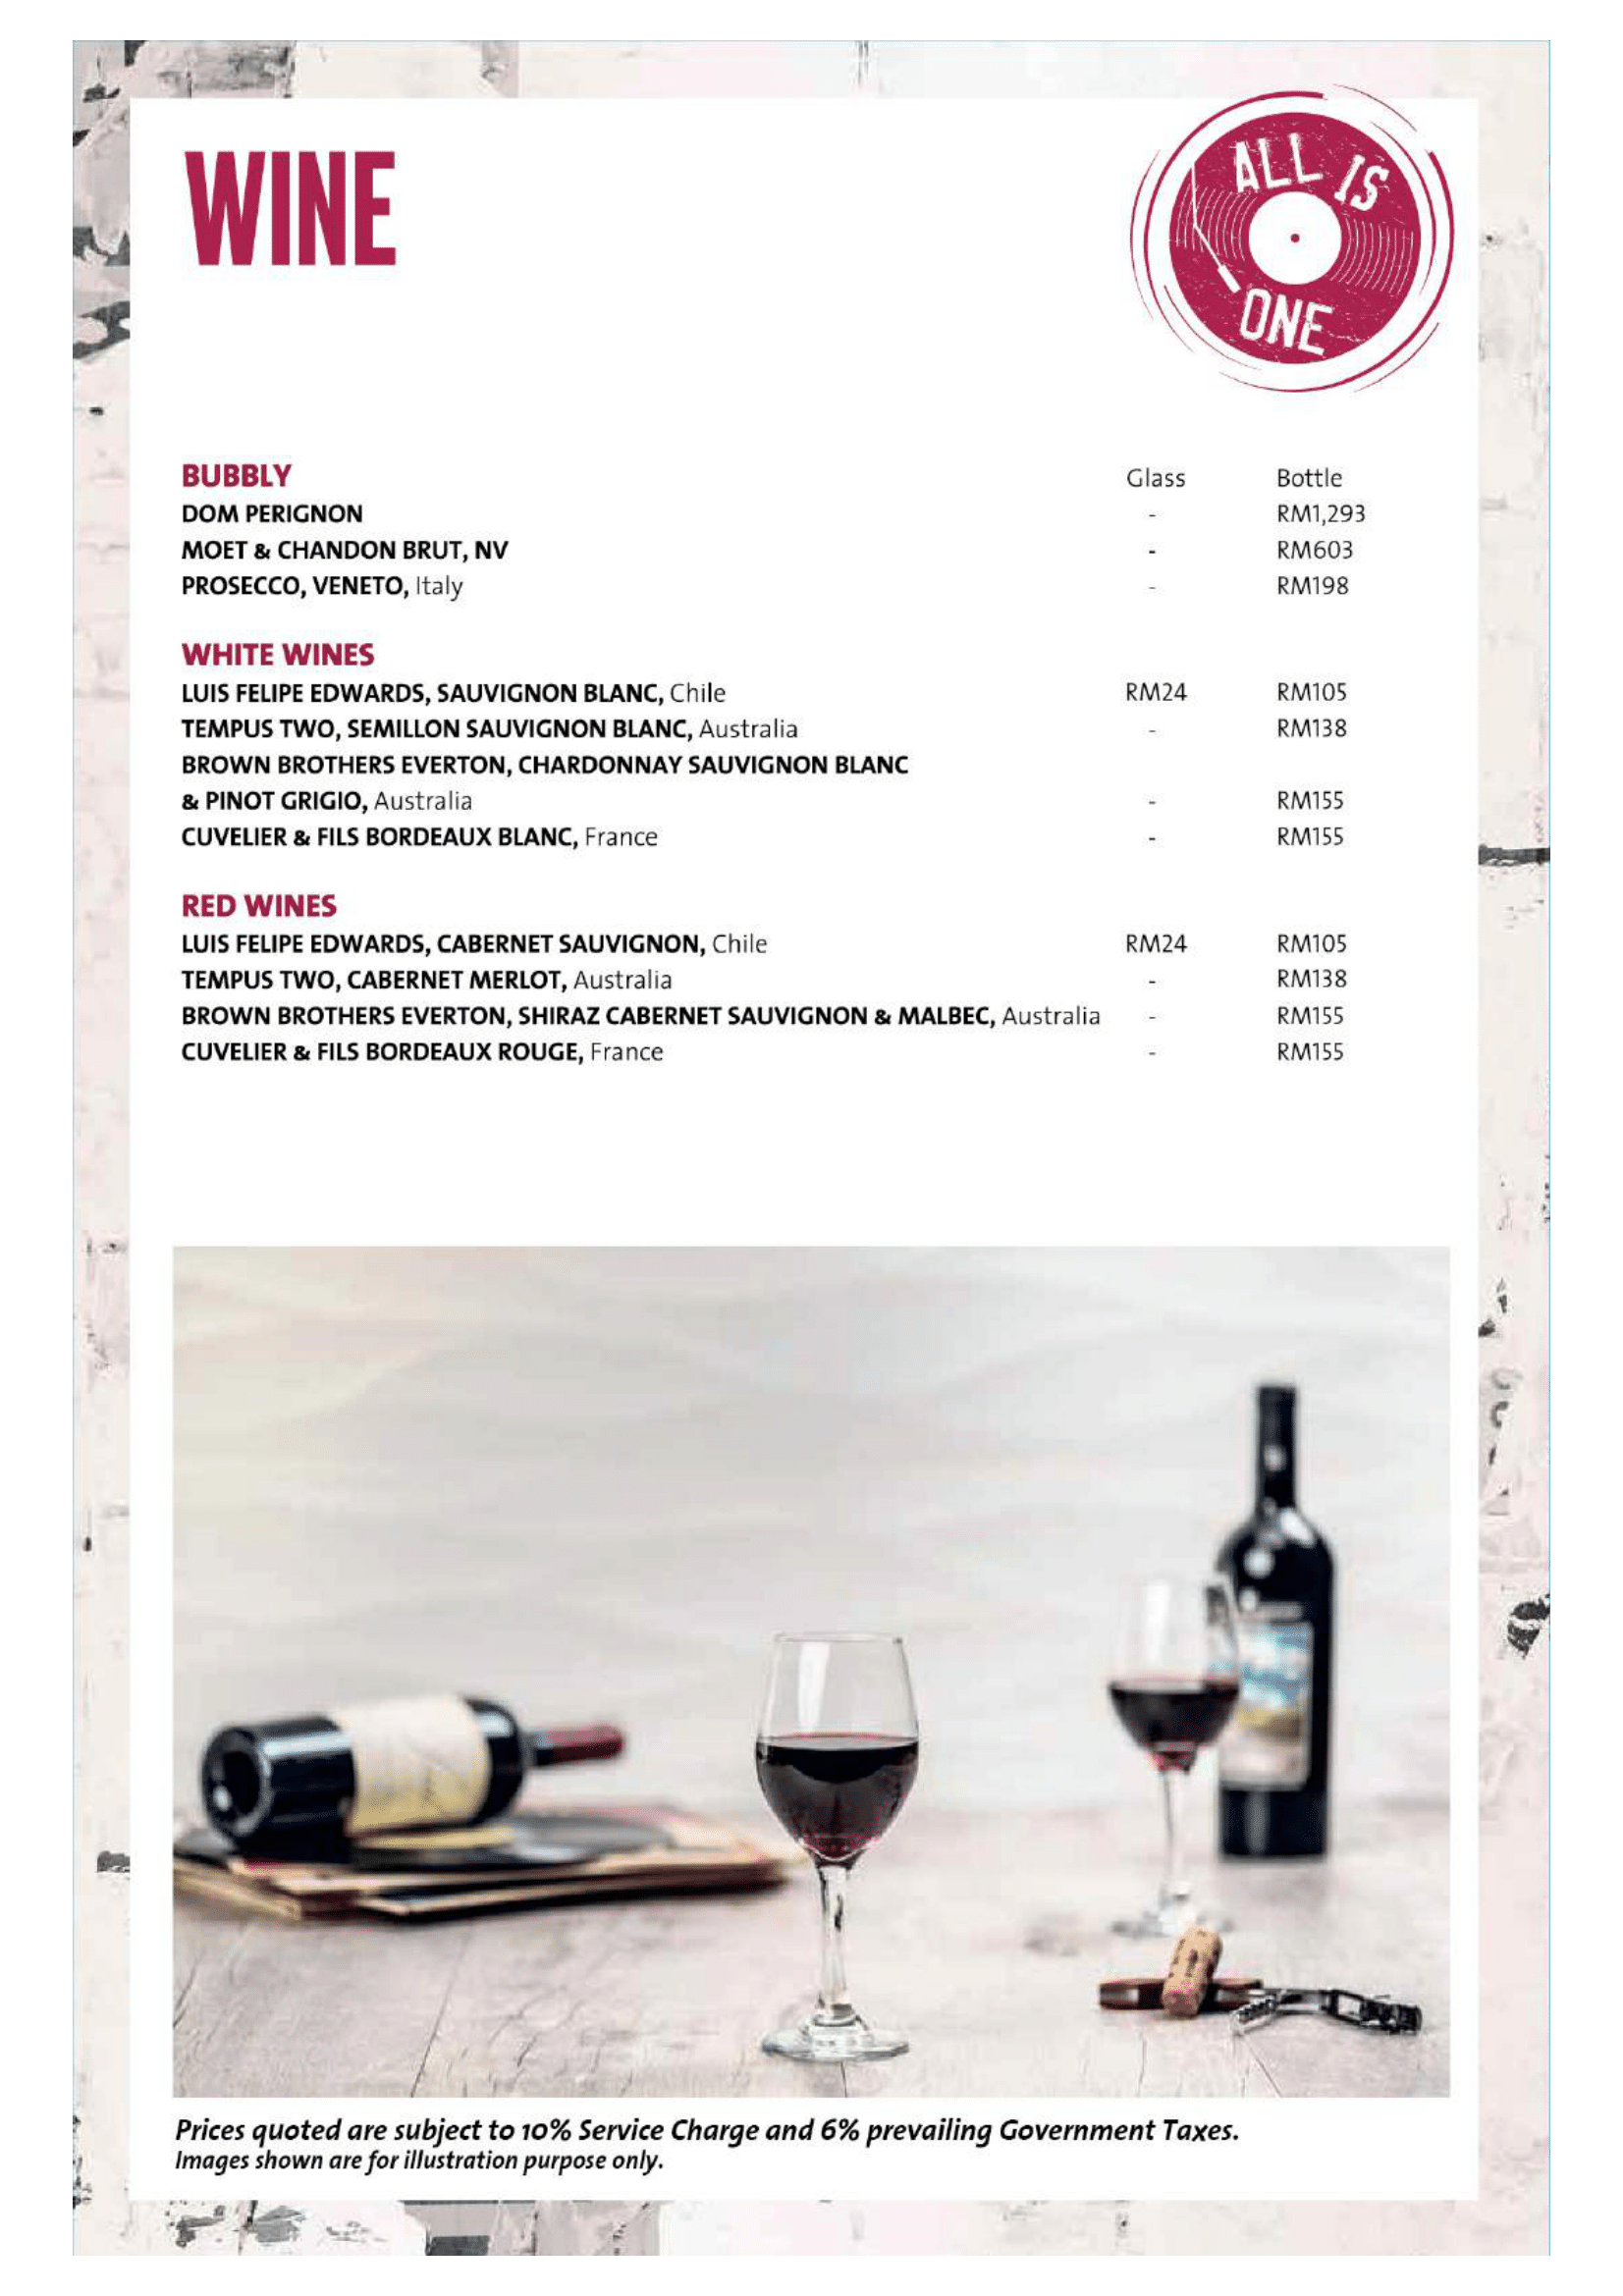 WINE
ALL IS
ONE
BUBBLY Glass Bottle
DOM PERIGNON - RM1,293
MOET & CHANDON BRUT, NV - RM603
PROSECCO, VENETO, Italy - RM198
WHITE WINES
LUIS FELIPE EDWARDS, SAUVIGNON BLANC, Chile RM24 RM105
TEMPUS TWO, SEMILLON SAUVIGNON BLANC, Australia - RM138
BROWN BROTHERS EVERTON, CHARDONNAY SAUVIGNON BLANC
& PINOT GRIGIO, Australia - RM155
CUVELIER & FILS BORDEAUX BLANC, France - RM155
RED WINES
LUIS FELIPE EDWARDS, CABERNET SAUVIGNON, Chile RM24 RM105
TEMPUS TWO, CABERNET MERLOT, Australia - RM138
BROWN BROTHERS EVERTON, SHIRAZ CABERNET SAUVIGNON & MALBEC, Australia - RM155
CUVELIER & FILS BORDEAUX ROUGE, France - RM155
Prices quoted are subject to 10% Service Charge and 6% prevailing Government Taxes.
Images shown are for illustration purpose only.